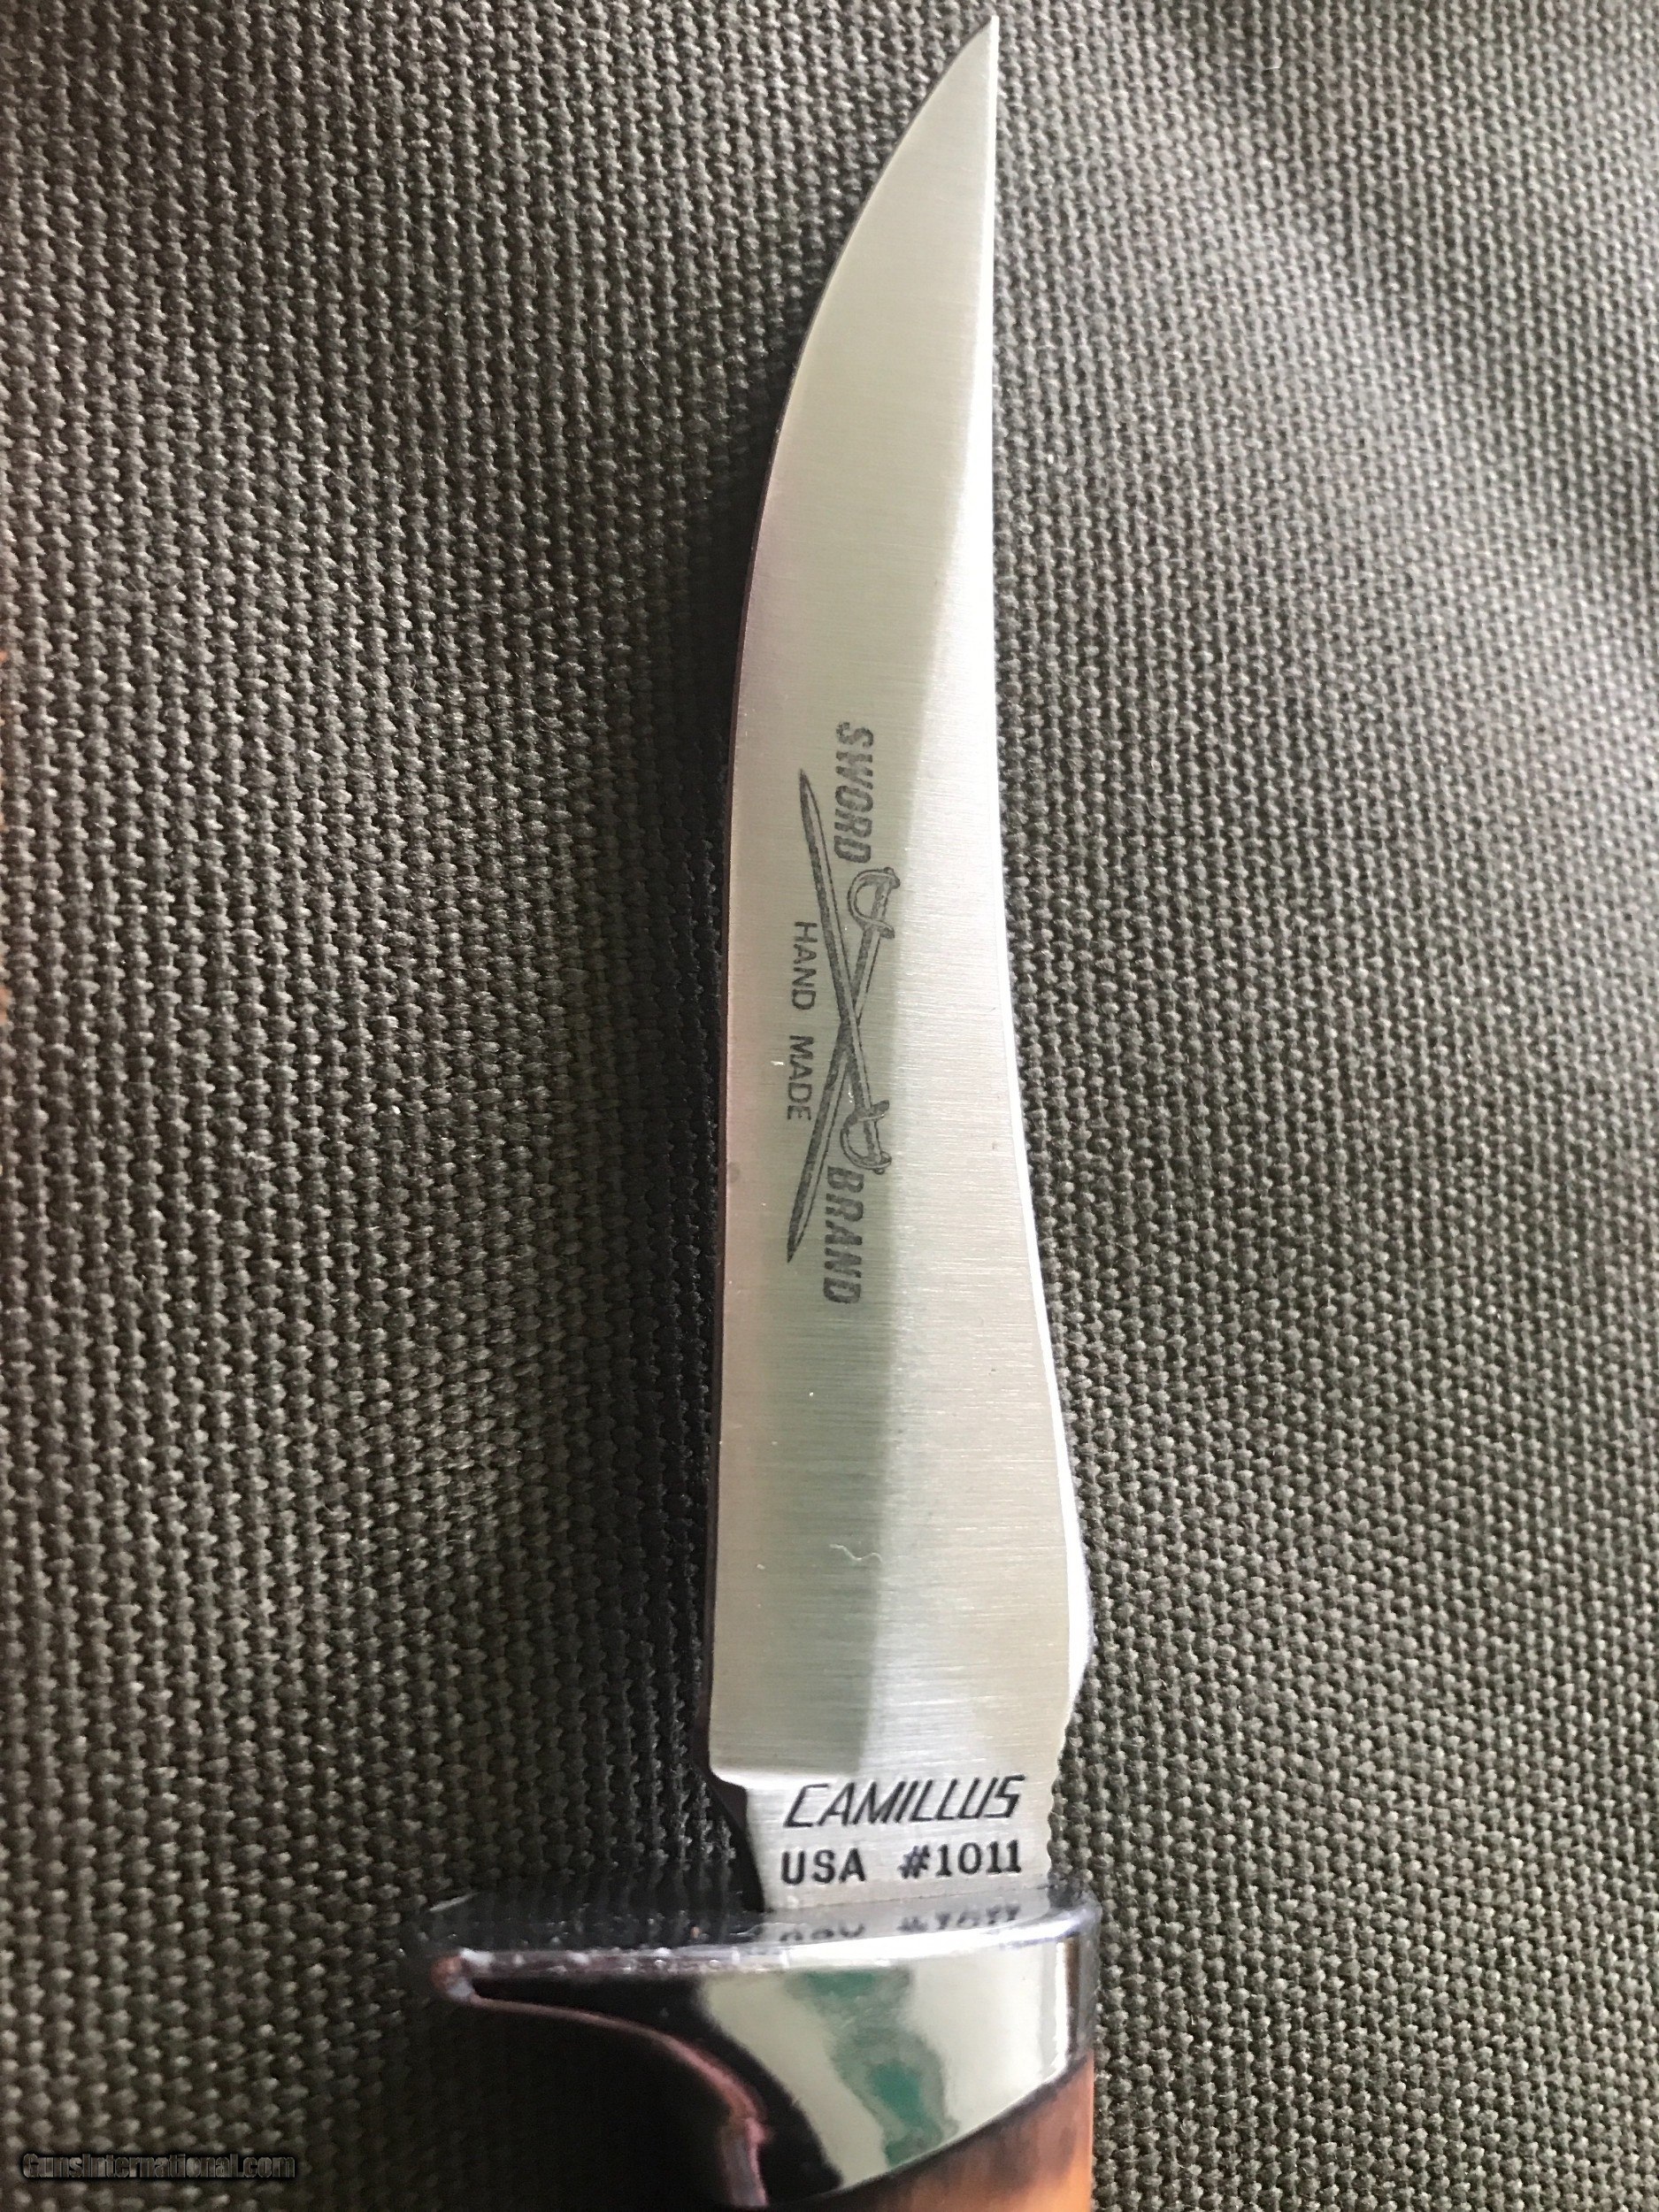 SWORD BRAND
HAND MADE
CAMILLUS
USA #1011
GunsInternational.com